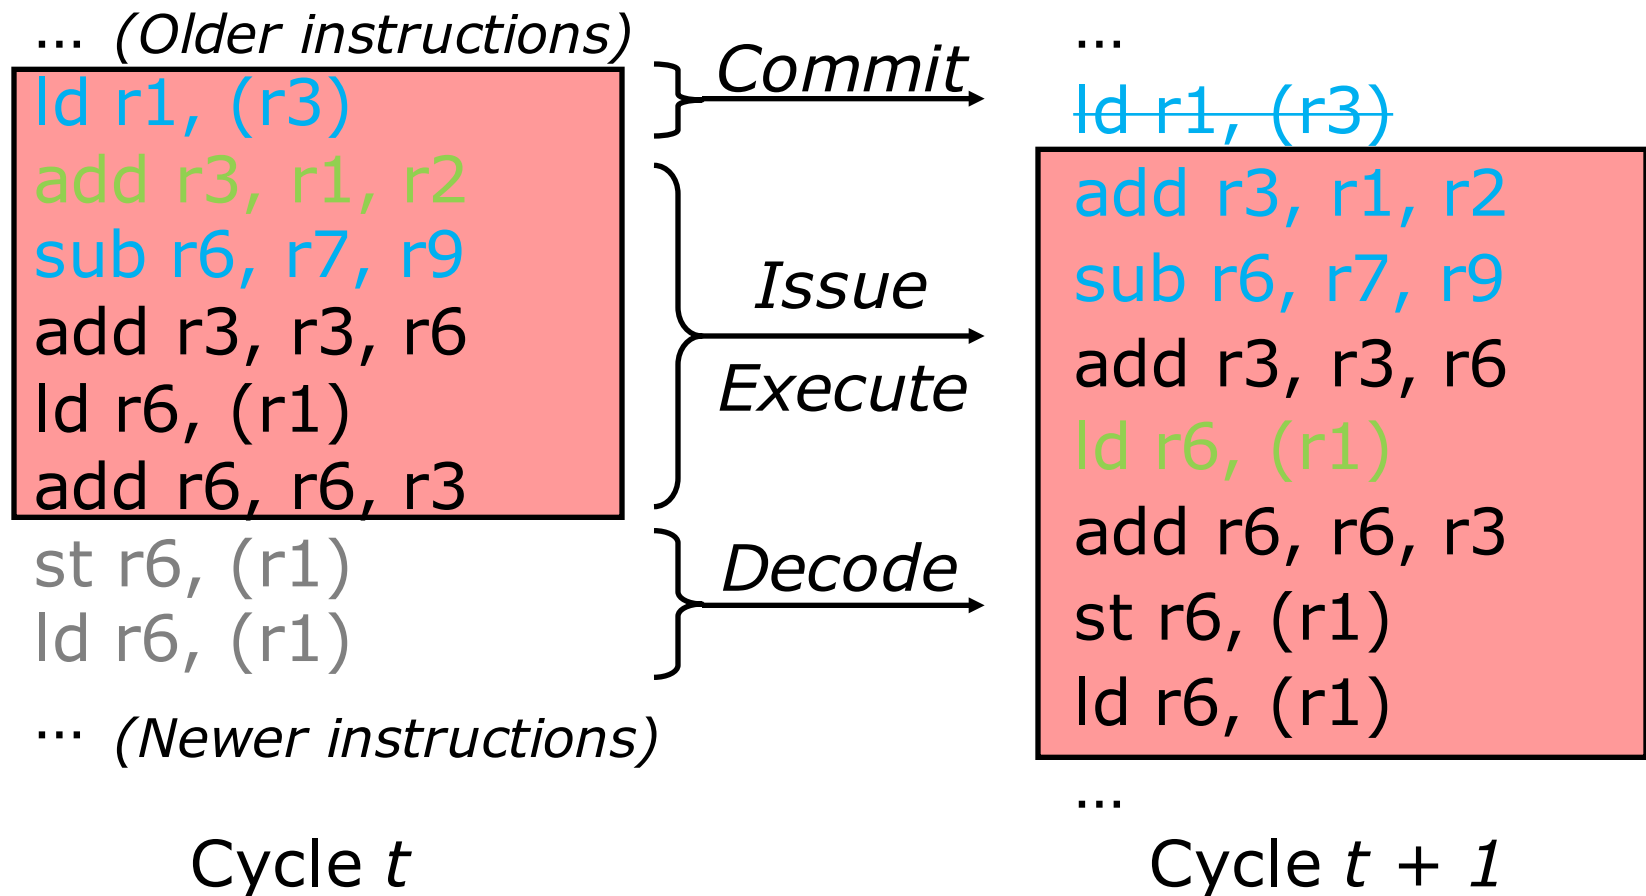 ... (Older instructions)
ld r1, (r3)
add r3, r1, r2
sub r6, r7, r9
add r3, r3, r6
ld r6, (r1)
add r6, r6, r3
st r6, (r1)
ld r6, (r1)
... (Newer instructions)
Cycle t
Commit
Issue
Execute
Decode
...
ld r1, (r3)
add r3, r1, r2
sub r6, r7, r9
add r3, r3, r6
ld r6, (r1)
add r6, r6, r3
st r6, (r1)
ld r6, (r1)
...
Cycle t + 1